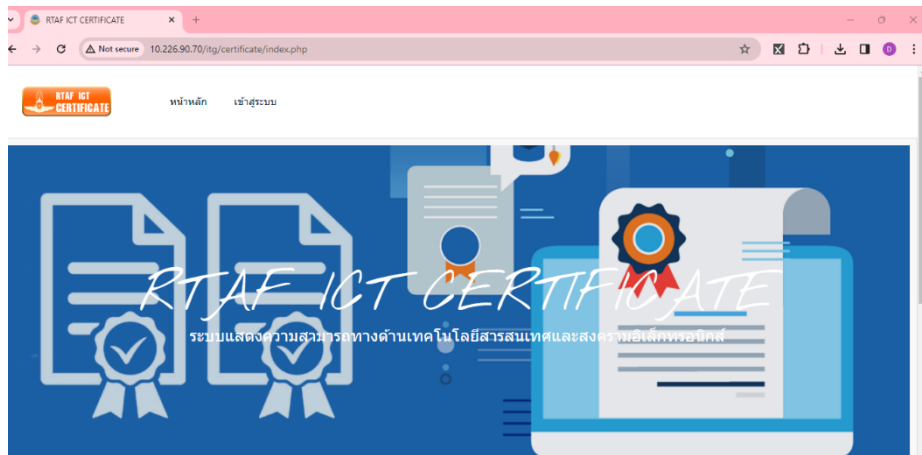 RTAF ICT CERTIFICATE
Not secure 10.226.90.70/itg/certificate/index.php
RTAF ICT
CERTIFICATE
หน้าหลัก เข้าสู่ระบบ
RTAF ICT CERTIFICATE
ระบบแสดงความสามารถทางด้านเทคโนโลยีสารสนเทศและสงครามอิเล็กทรอนิกส์